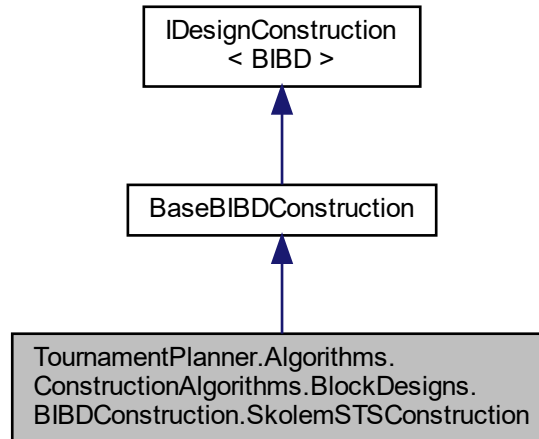 IDesignConstruction
< BIBD >
BaseBIBDConstruction
TournamentPlanner.Algorithms.
ConstructionAlgorithms.BlockDesigns.
BIBDConstruction.SkolemSTSConstruction